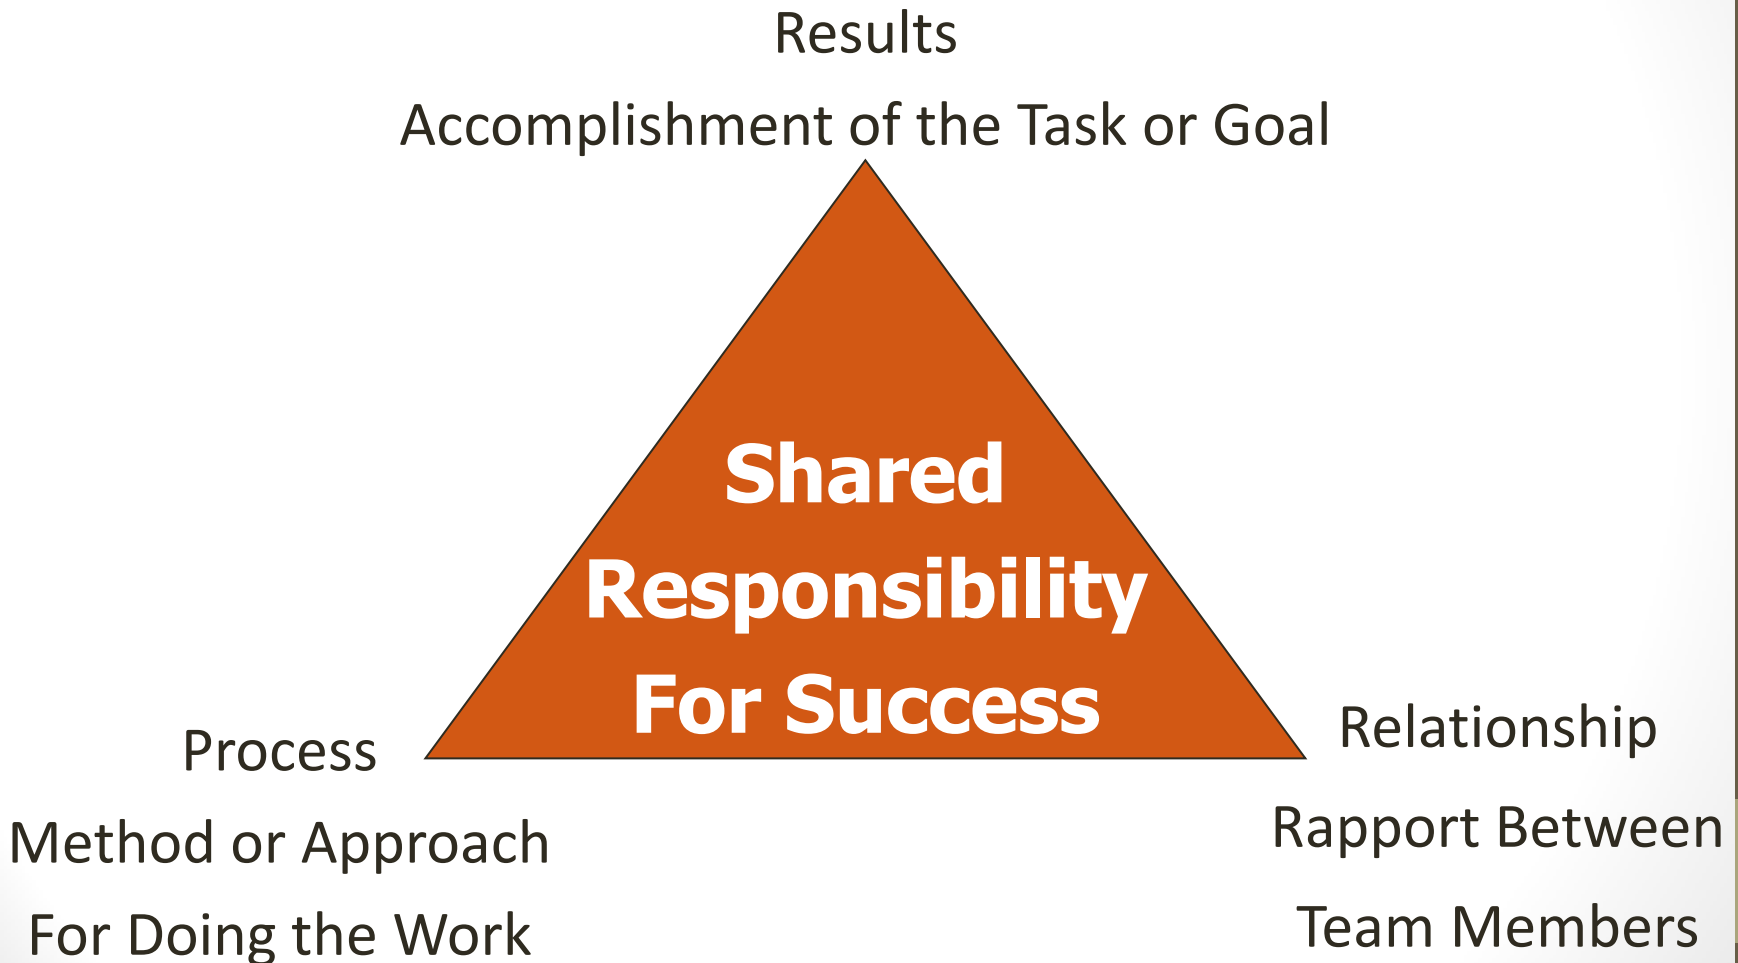 Results
Accomplishment of the Task or Goal
Shared
Responsibility
For Success
Process
Method or Approach
For Doing the Work
Relationship
Rapport Between
Team Members